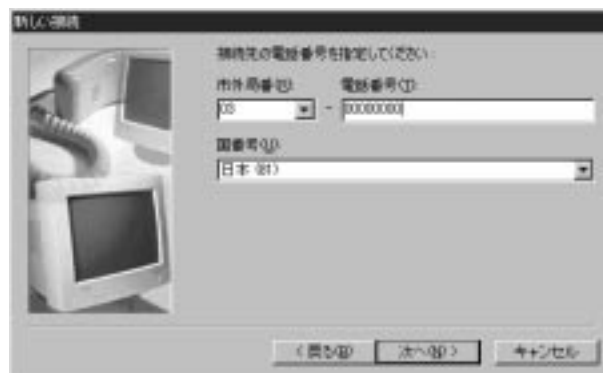 新しい接続
接続先の電話番号を指定してください:
市外局番(S): 電話番号(T):
03 - 00000000
国番号(U):
日本 (81)
< 戻る(B) 次へ(N) > キャンセル